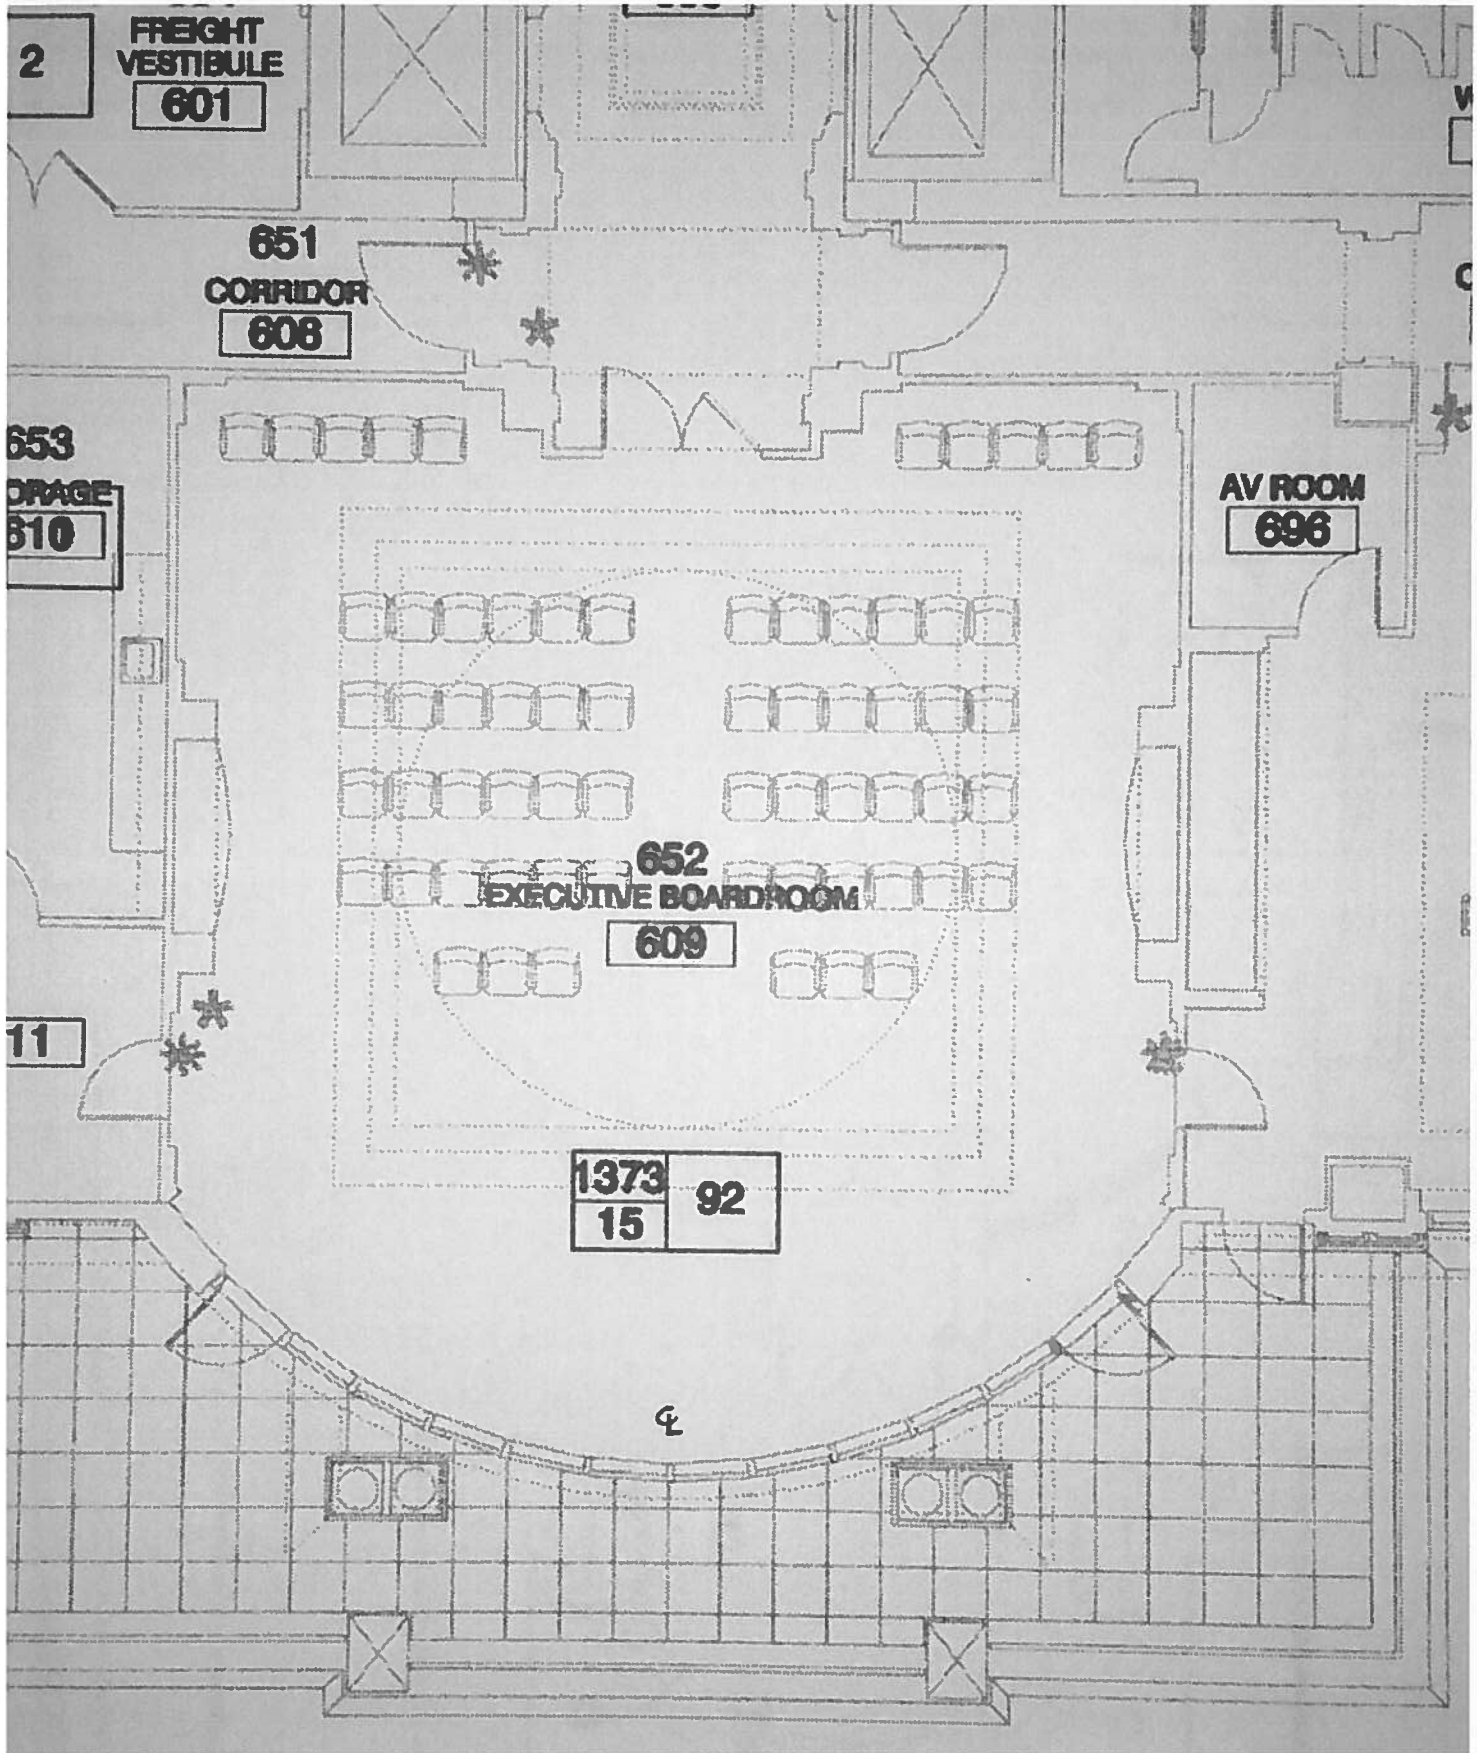 2
FREIGHT
VESTIBULE
601
651
CORRIDOR
608
653
ORAGE
610
AV ROOM
696
652
EXECUTIVE BOARDROOM
609
11
1373
15
92
℄